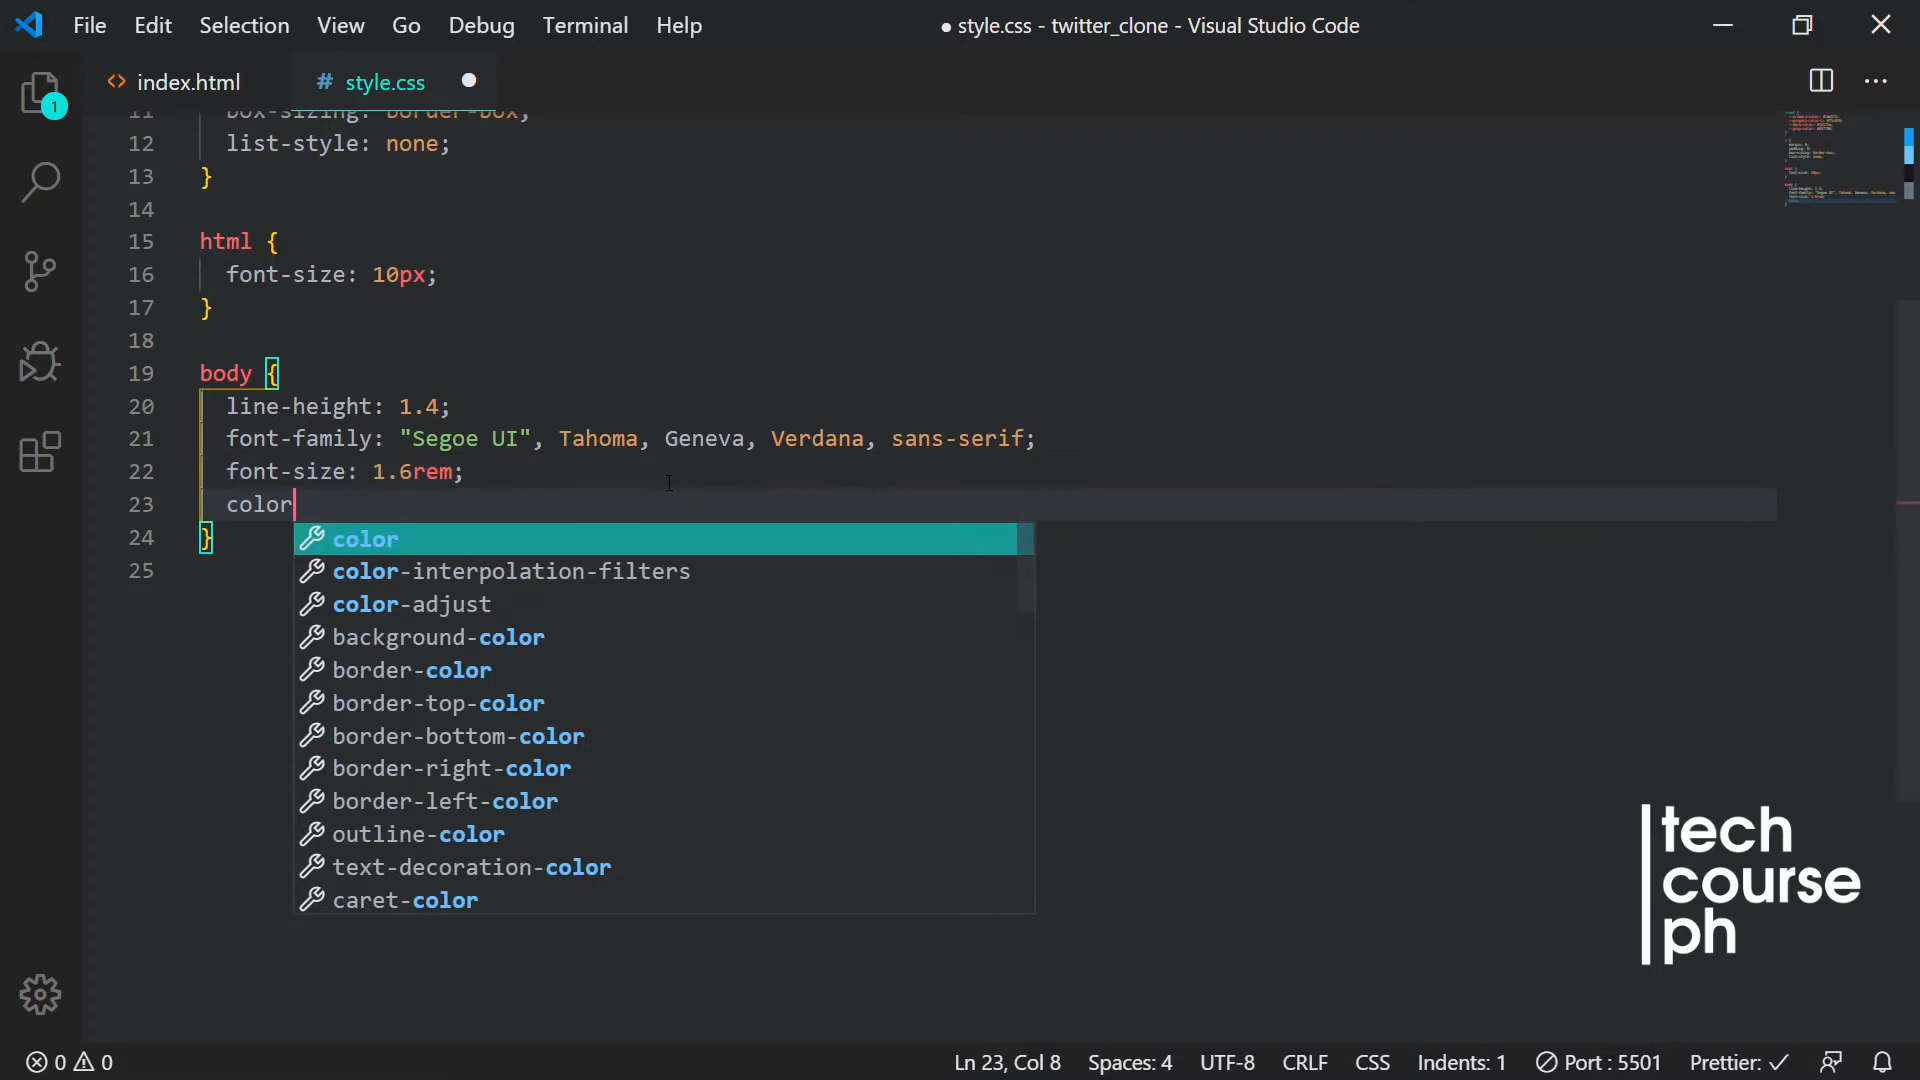 File Edit Selection View Go Debug Terminal Help ● style.css - twitter_clone - Visual Studio Code
<> index.html # style.css ●
1
11 box-sizing: border-box;
12 list-style: none;
13 }
14
15 html {
16 font-size: 10px;
17 }
18
19 body {
20 line-height: 1.4;
21 font-family: "Segoe UI", Tahoma, Geneva, Verdana, sans-serif;
22 font-size: 1.6rem;
23 color
24 }
25
color
color-interpolation-filters
color-adjust
background-color
border-color
border-top-color
border-bottom-color
border-right-color
border-left-color
outline-color
text-decoration-color
caret-color
tech
course
ph
0 0 Ln 23, Col 8 Spaces: 4 UTF-8 CRLF CSS Indents: 1 Port : 5501 Prettier: ✓